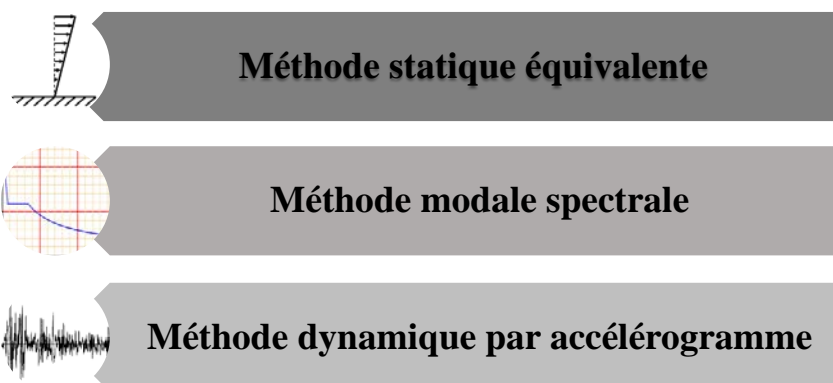 Méthode statique équivalente
Méthode modale spectrale
Méthode dynamique par accélérogramme